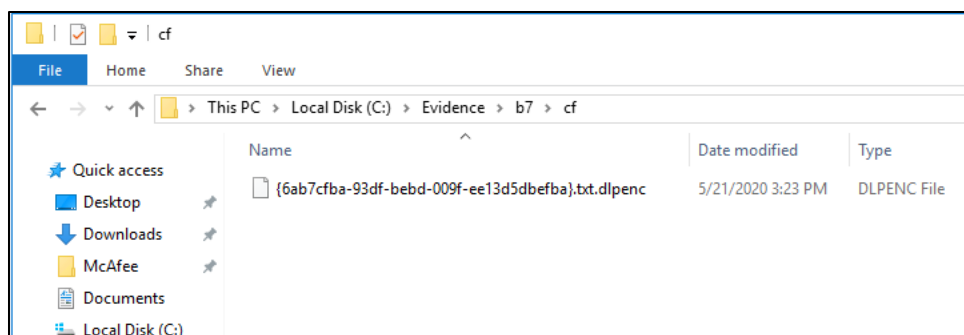 cf
File Home Share View
This PC > Local Disk (C:) > Evidence > b7 > cf
Name Date modified Type
Quick access
{6ab7cfba-93df-bebd-009f-ee13d5dbefba}.txt.dlpenc 5/21/2020 3:23 PM DLPENC File
Desktop
Downloads
McAfee
Documents
Local Disk (C:)